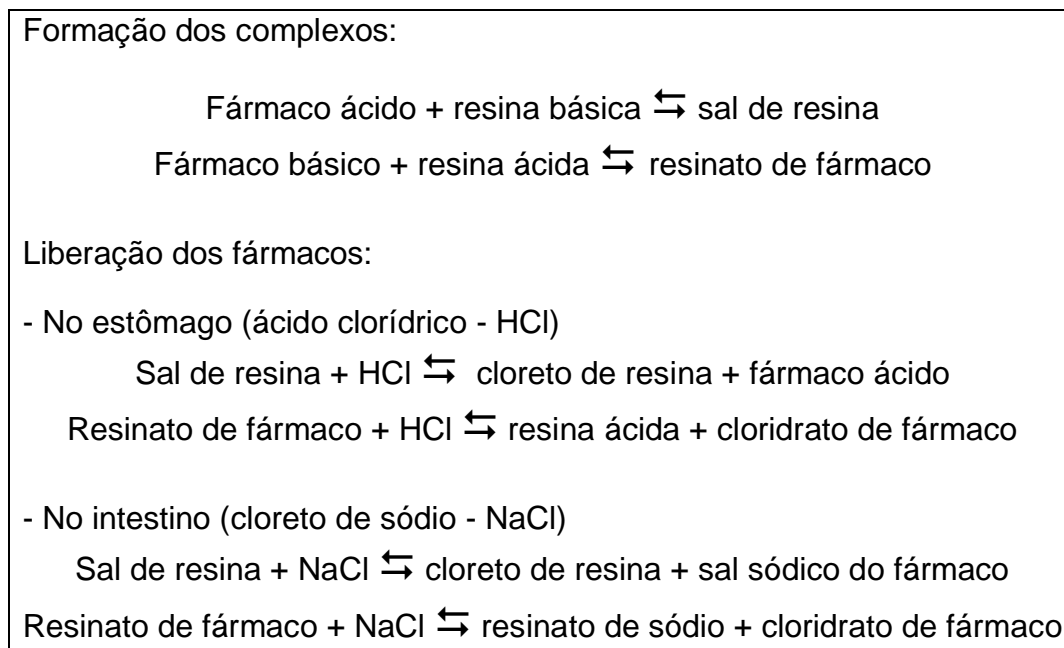 Formação dos complexos:
Fármaco ácido + resina básica ⇆ sal de resina
Fármaco básico + resina ácida ⇆ resinato de fármaco
Liberação dos fármacos:
- No estômago (ácido clorídrico - HCl)
Sal de resina + HCl ⇆ cloreto de resina + fármaco ácido
Resinato de fármaco + HCl ⇆ resina ácida + cloridrato de fármaco
- No intestino (cloreto de sódio - NaCl)
Sal de resina + NaCl ⇆ cloreto de resina + sal sódico do fármaco
Resinato de fármaco + NaCl ⇆ resinato de sódio + cloridrato de fármaco